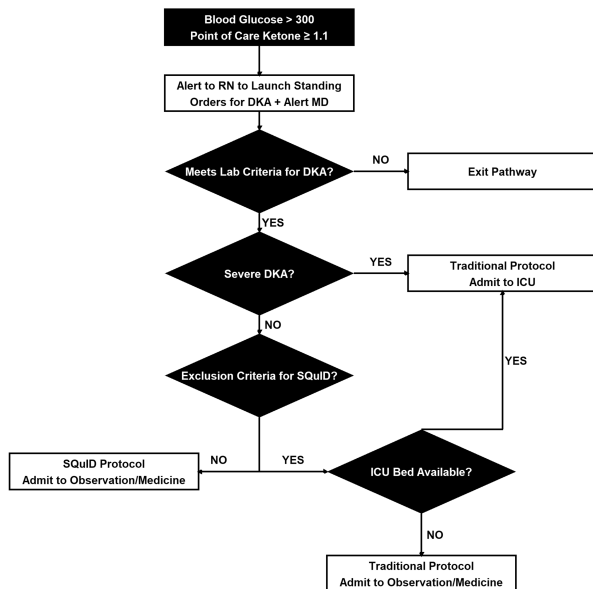 Blood Glucose > 300
Point of Care Ketone ≥ 1.1
Alert to RN to Launch Standing
Orders for DKA + Alert MD
Meets Lab Criteria for DKA?
NO
Exit Pathway
YES
Severe DKA?
YES
Traditional Protocol
Admit to ICU
NO
Exclusion Criteria for SQuID?
YES
SQuID Protocol
Admit to Observation/Medicine
NO
YES
ICU Bed Available?
NO
Traditional Protocol
Admit to Observation/Medicine